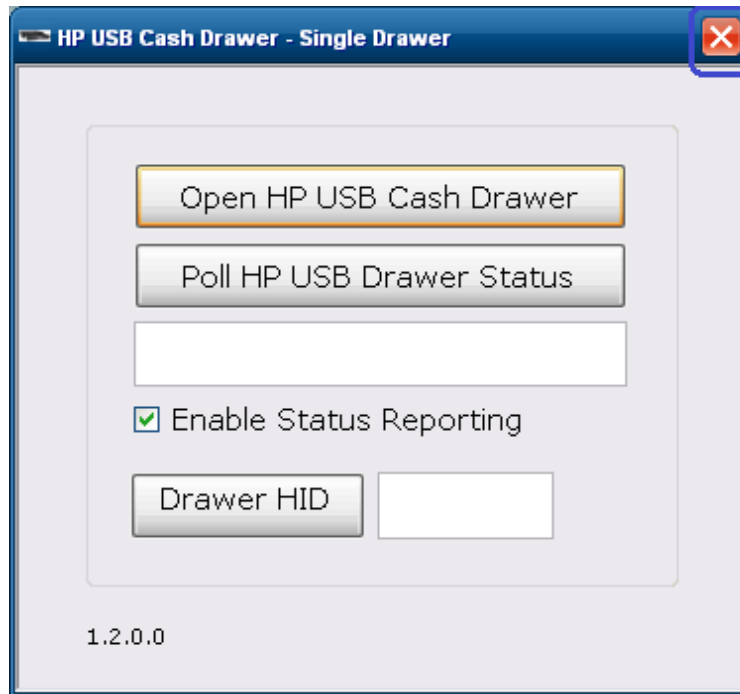 HP USB Cash Drawer - Single Drawer
Open HP USB Cash Drawer
Poll HP USB Drawer Status
Enable Status Reporting
Drawer HID
1.2.0.0